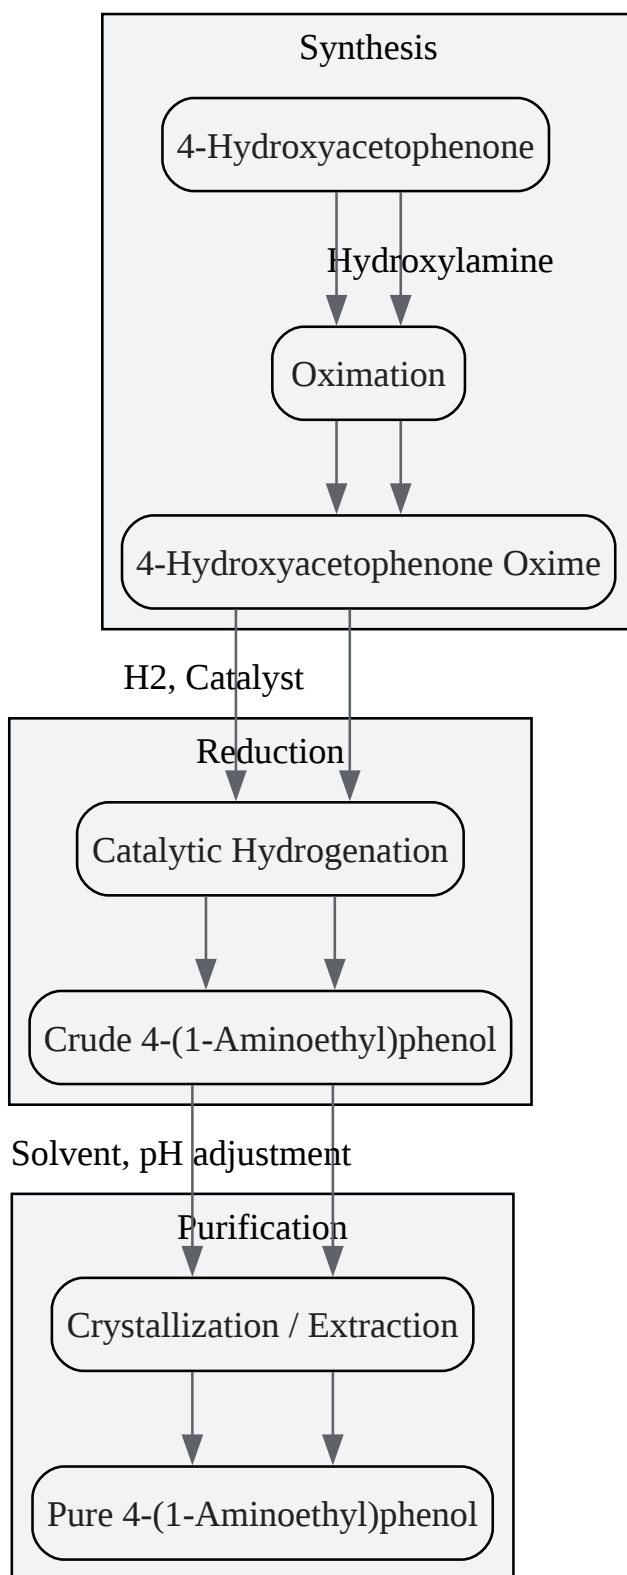 Synthesis
4-Hydroxyacetophenone
Hydroxylamine
Oximation
4-Hydroxyacetophenone Oxime
H2, Catalyst
Reduction
Catalytic Hydrogenation
Crude 4-(1-Aminoethyl)phenol
Solvent, pH adjustment
Purification
Crystallization / Extraction
Pure 4-(1-Aminoethyl)phenol